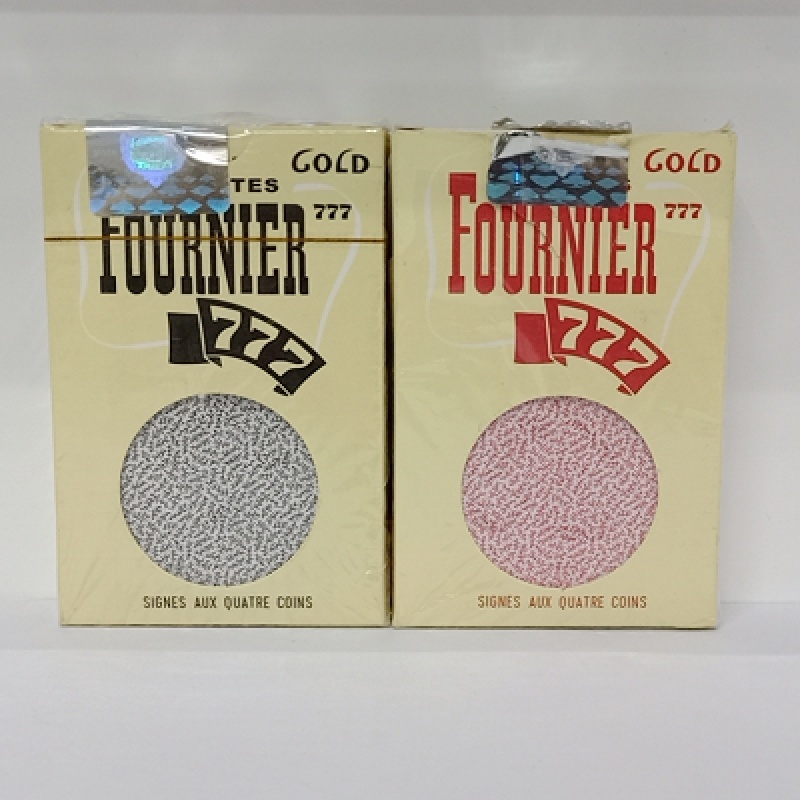 GOLD
TES
FOURNIER 777
777
SIGNES AUX QUATRE COINS
GOLD
S
FOURNIER 777
777
SIGNES AUX QUATRE COINS